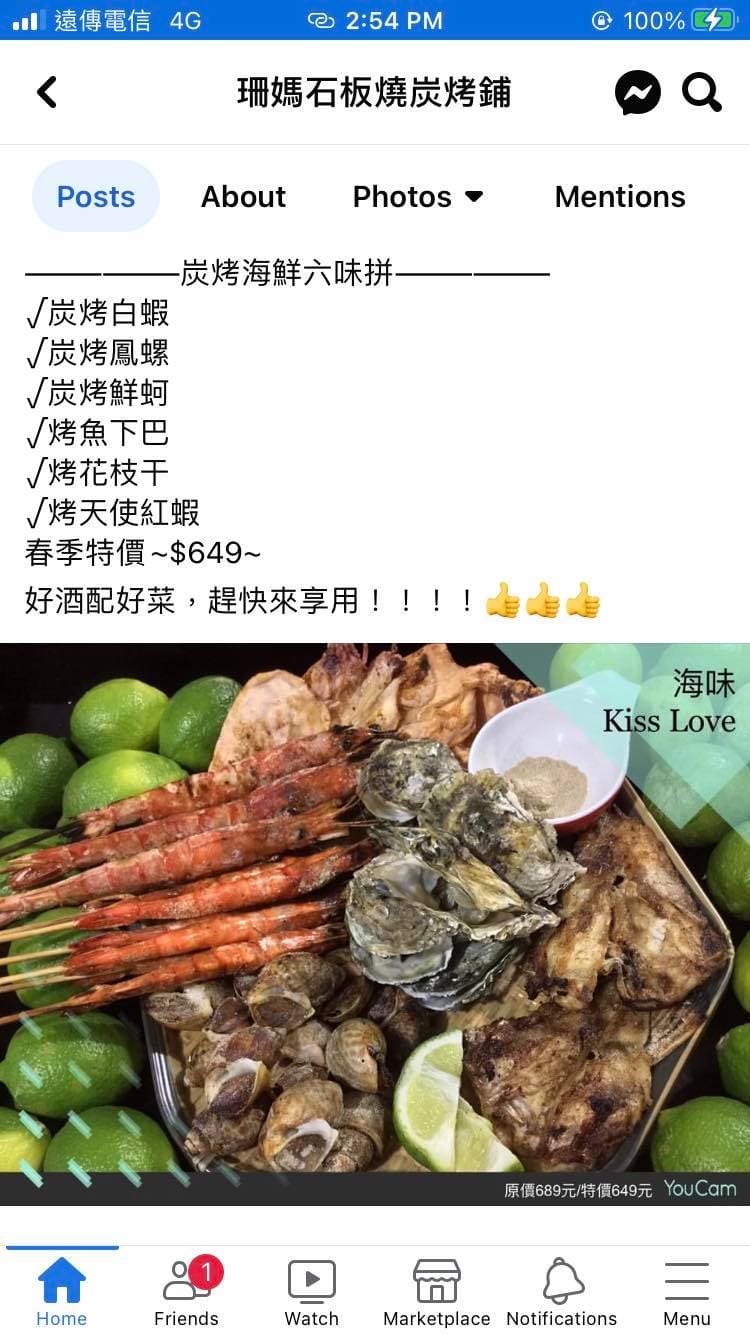 遠傳電信 4G 2:54 PM 100%
珊媽石板燒炭烤鋪
Posts About Photos Mentions
—————炭烤海鮮六味拼—————
√炭烤白蝦
√炭烤鳳螺
√炭烤鮮蚵
√烤魚下巴
√烤花枝干
√烤天使紅蝦
春季特價~$649~
好酒配好菜，趕快來享用！！！！👍👍👍
海味
Kiss Love
原價689元/特價649元 YouCam
1
Home Friends Watch Marketplace Notifications Menu